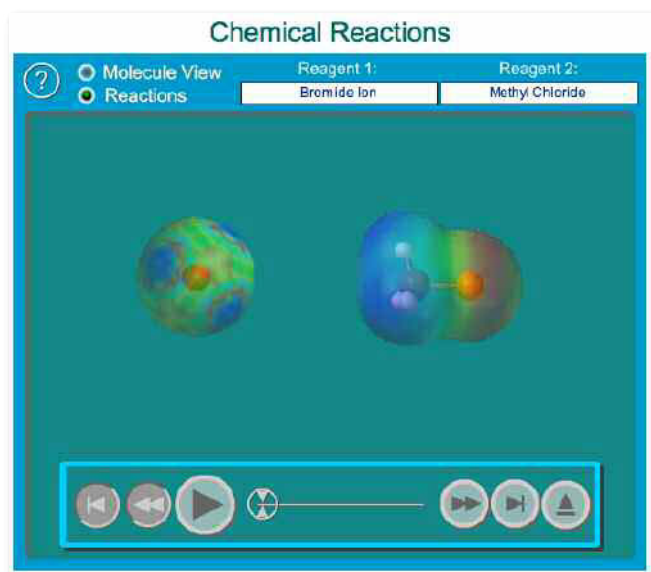 Chemical Reactions
?
Molecule View
Reactions
Reagent 1:
Bromide Ion
Reagent 2:
Methyl Chloride